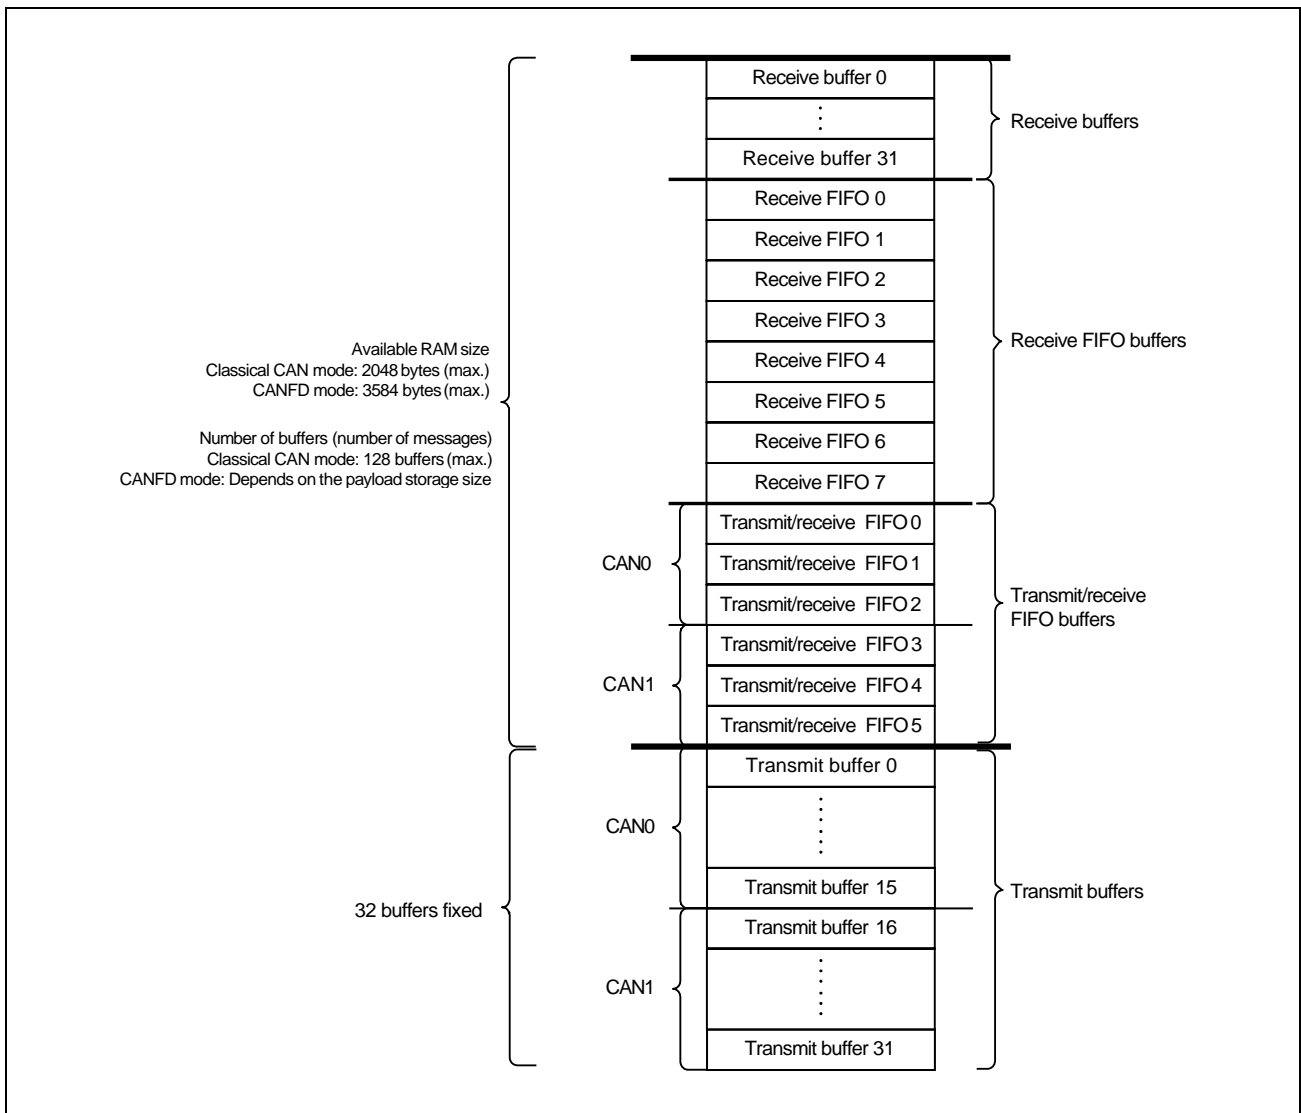 Receive buffer 0
Receive buffer 31
Receive buffers
Receive FIFO 0
Receive FIFO 1
Receive FIFO 2
Receive FIFO 3
Receive FIFO 4
Receive FIFO 5
Receive FIFO 6
Receive FIFO 7
Receive FIFO buffers
Available RAM size
Classical CAN mode: 2048 bytes (max.)
CANFD mode: 3584 bytes (max.)
Number of buffers (number of messages)
Classical CAN mode: 128 buffers (max.)
CANFD mode: Depends on the payload storage size
CAN0
Transmit/receive FIFO 0
Transmit/receive FIFO 1
Transmit/receive FIFO 2
CAN1
Transmit/receive FIFO 3
Transmit/receive FIFO 4
Transmit/receive FIFO 5
Transmit/receive
FIFO buffers
32 buffers fixed
CAN0
Transmit buffer 0
Transmit buffer 15
CAN1
Transmit buffer 16
Transmit buffer 31
Transmit buffers